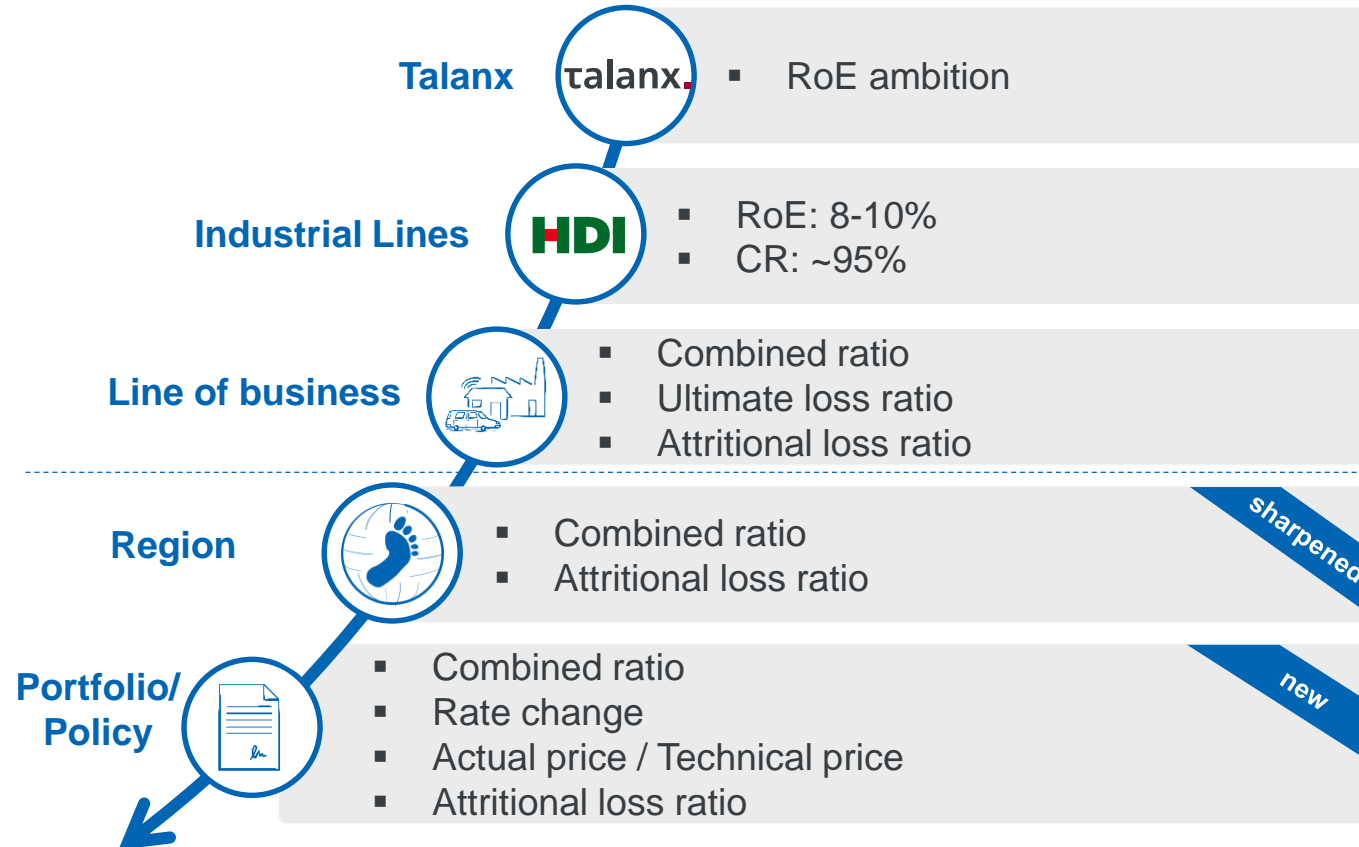 Talanx
talanx.
▪ RoE ambition
Industrial Lines
HDI
▪ RoE: 8-10%
▪ CR: ~95%
Line of business
▪ Combined ratio
▪ Ultimate loss ratio
▪ Attritional loss ratio
Region
▪ Combined ratio
▪ Attritional loss ratio
sharpened
Portfolio/
Policy
▪ Combined ratio
▪ Rate change
▪ Actual price / Technical price
▪ Attritional loss ratio
new